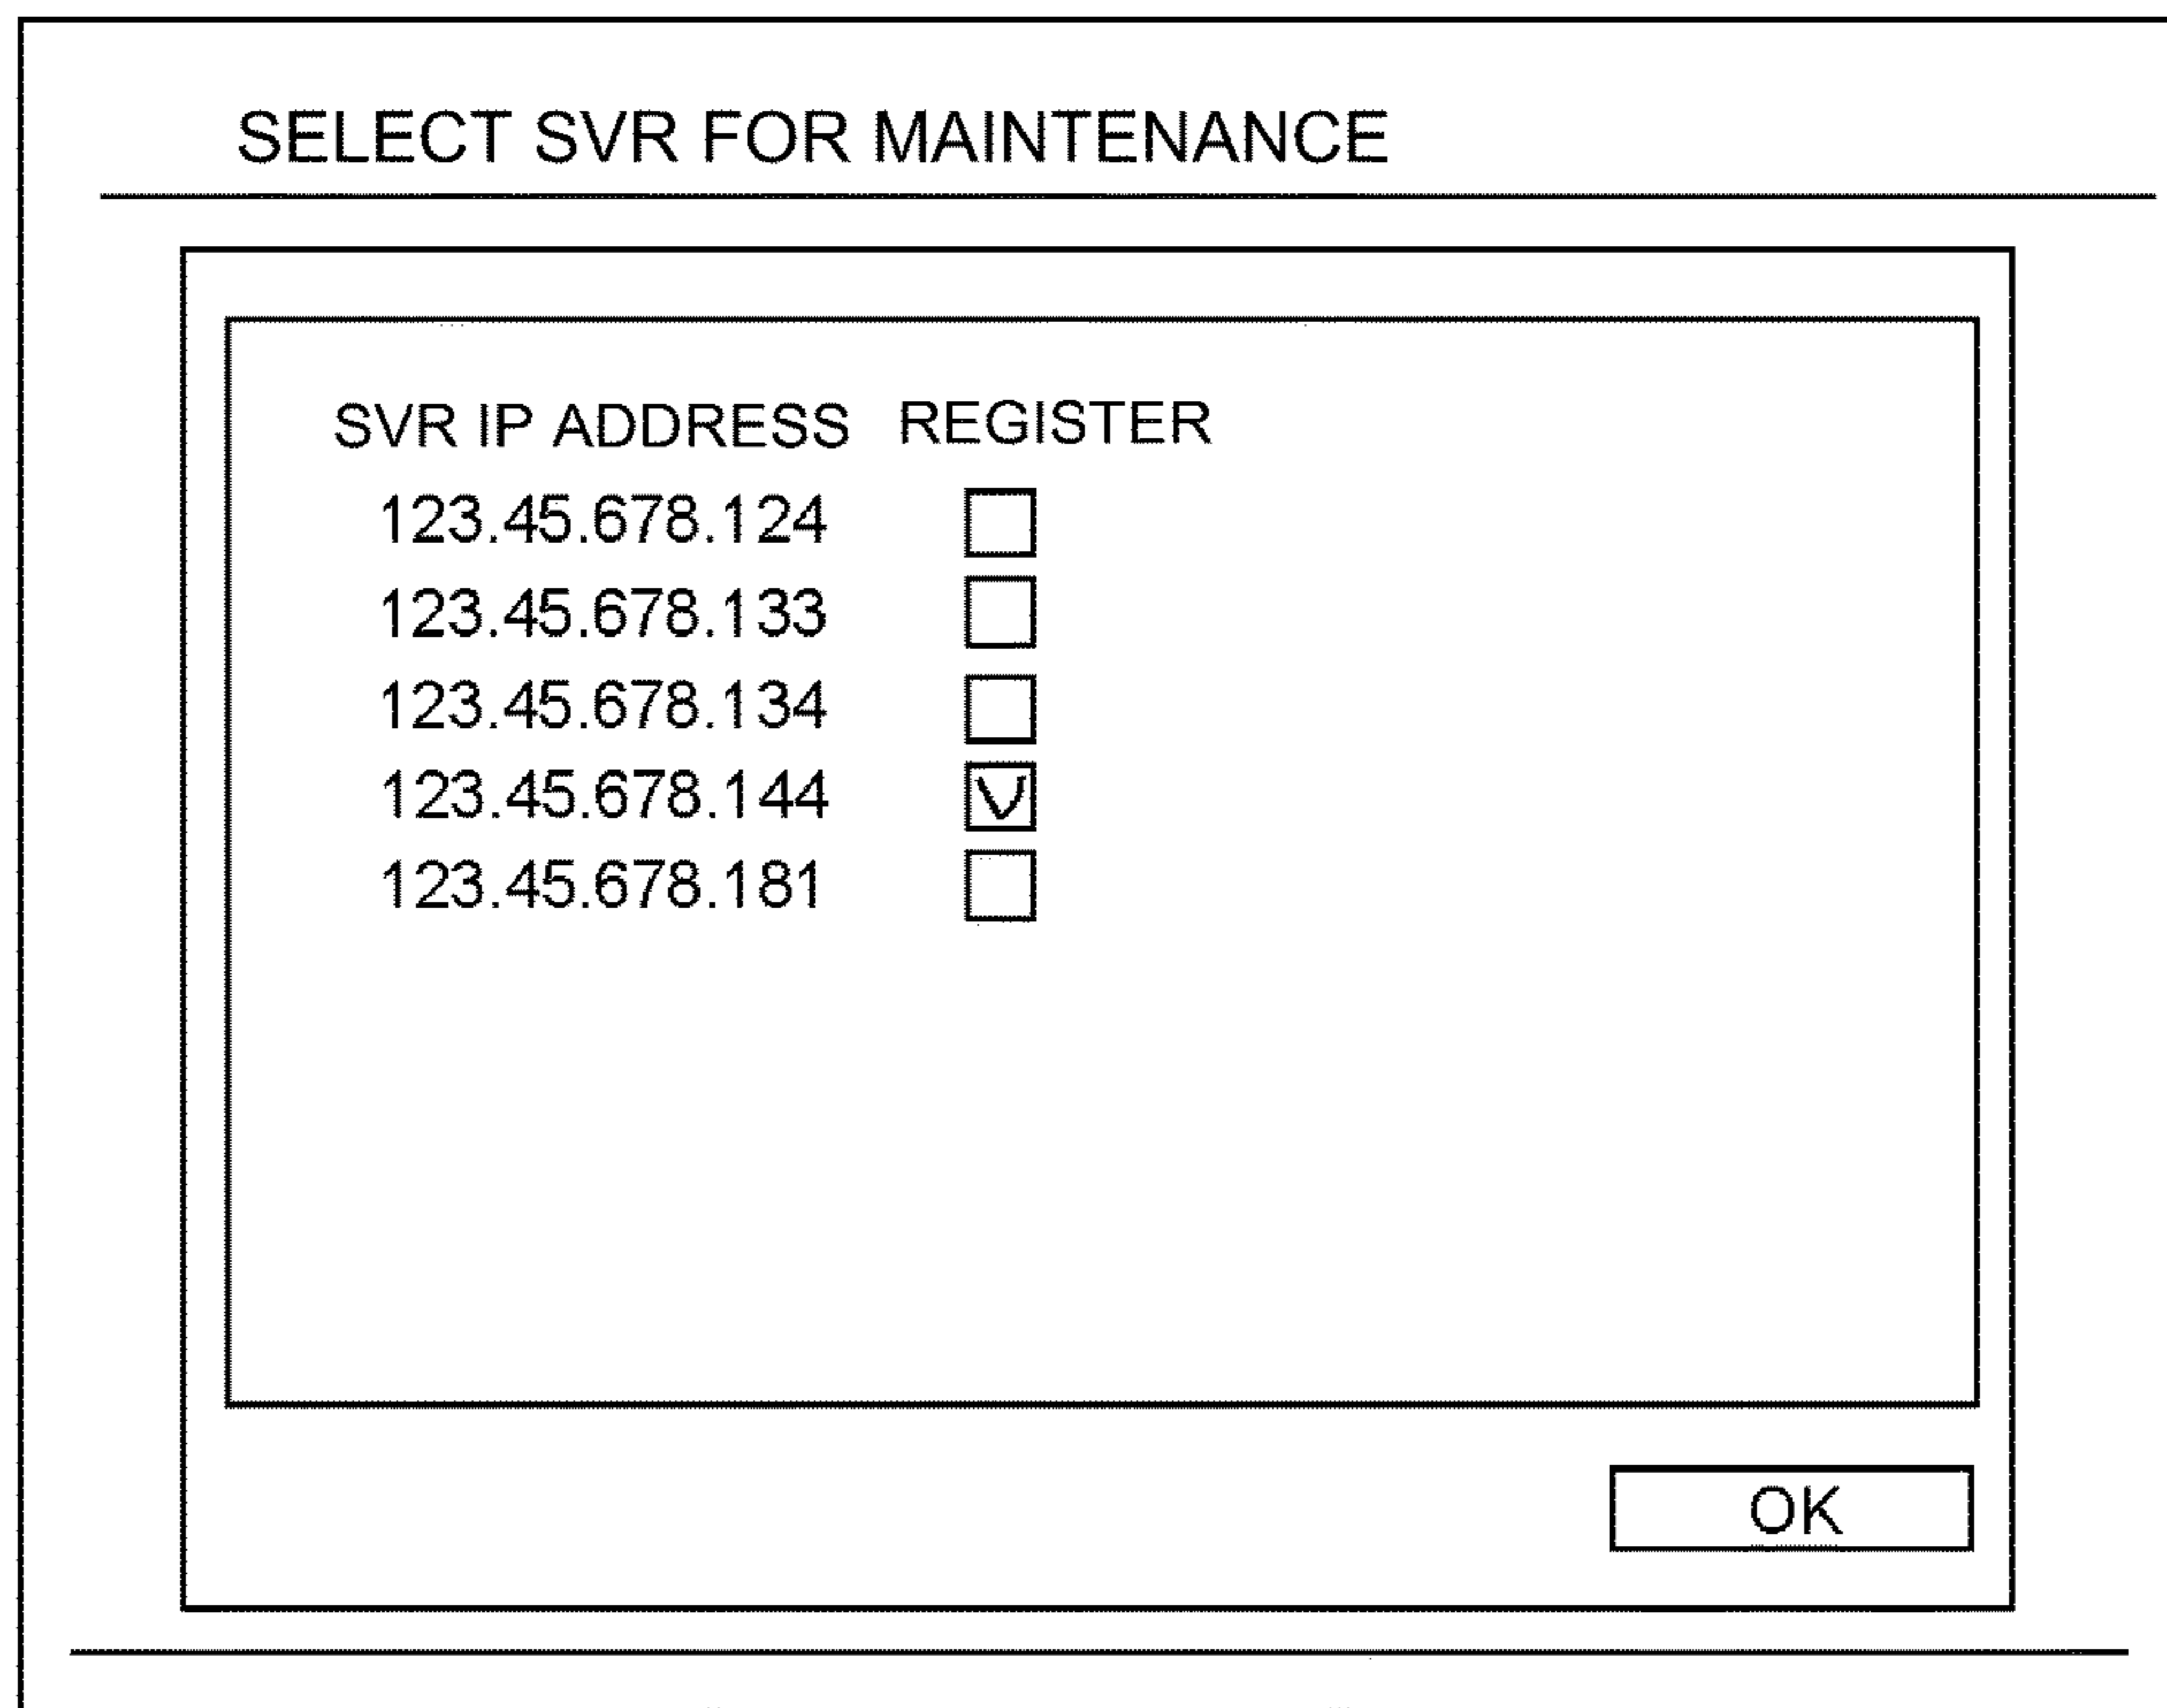 SELECT SVR FOR MAINTENANCE
SVR IP ADDRESS REGISTER
123.45.678.124
123.45.678.133
123.45.678.134
123.45.678.144
123.45.678.181
OK